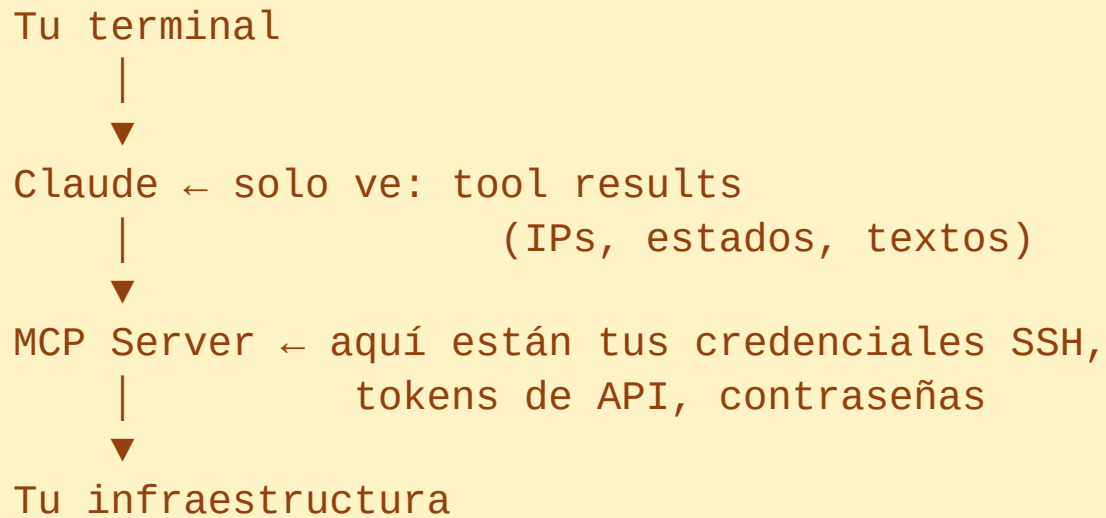 Tu terminal
│
▼
Claude ← solo ve: tool results
│ (IPs, estados, textos)
▼
MCP Server ← aquí están tus credenciales SSH,
│ tokens de API, contraseñas
▼
Tu infraestructura